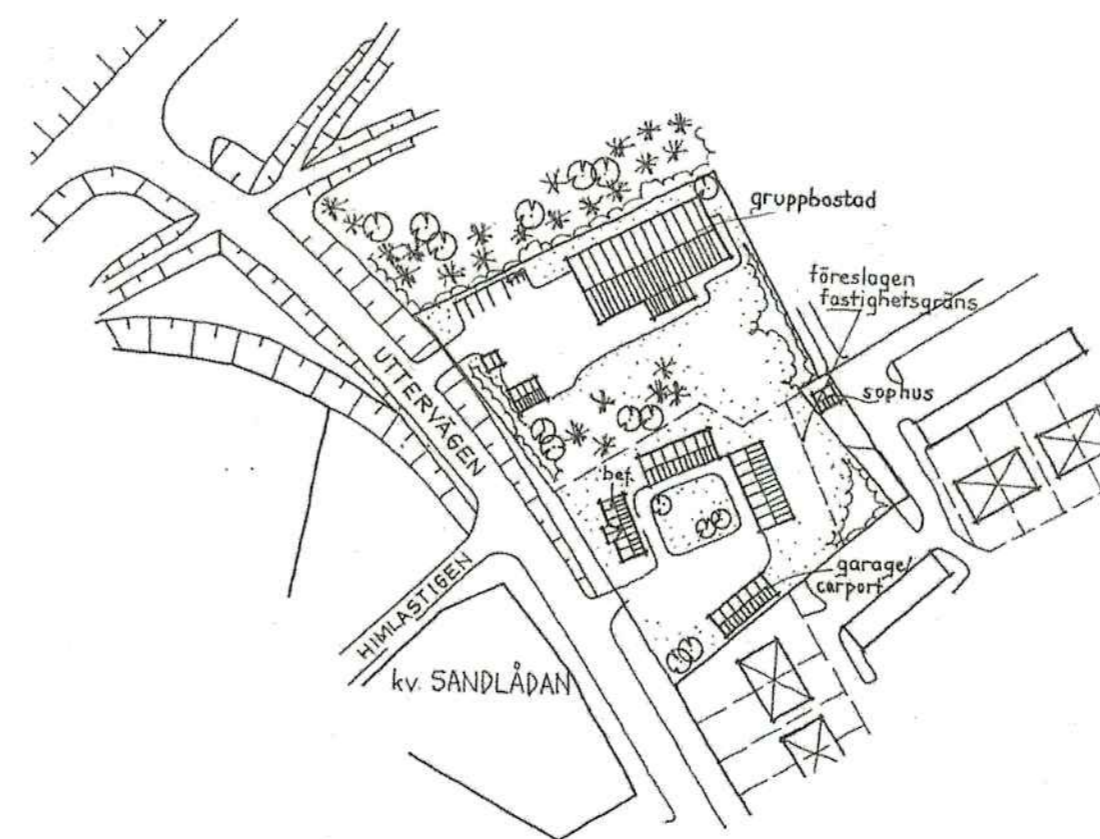 gruppbostad
föreslagen
fastighetsgräns
sophus
UTTERVÄGEN
bef.
garage/
carport
HIMLASTIGEN
kv. SANDLÅDAN